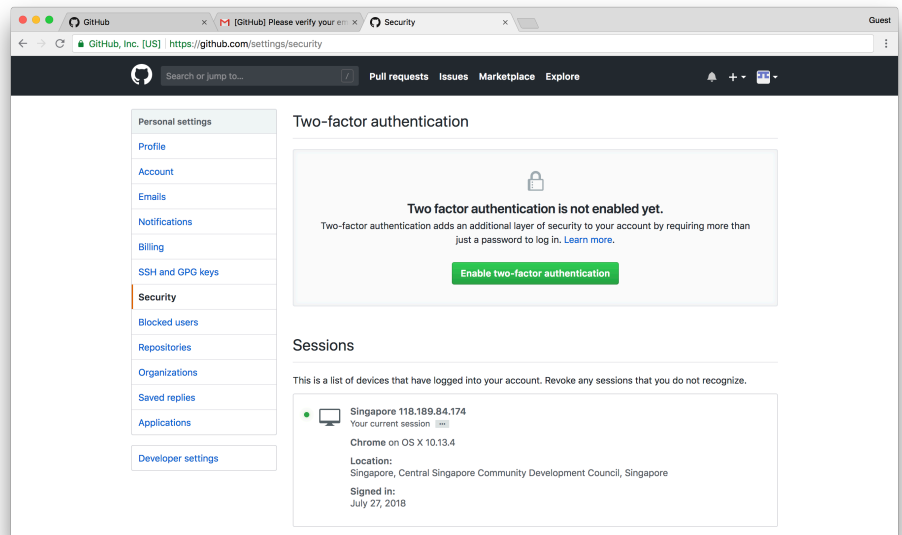 GitHub
[GitHub] Please verify your em
Security
Guest
GitHub, Inc. [US] https://github.com/settings/security
Search or jump to...
/
Pull requests Issues Marketplace Explore
Personal settings
Profile
Account
Emails
Notifications
Billing
SSH and GPG keys
Security
Blocked users
Repositories
Organizations
Saved replies
Applications
Developer settings
Two-factor authentication
Two factor authentication is not enabled yet.
Two-factor authentication adds an additional layer of security to your account by requiring more than
just a password to log in. Learn more.
Enable two-factor authentication
Sessions
This is a list of devices that have logged into your account. Revoke any sessions that you do not recognize.
Singapore 118.189.84.174
Your current session
Chrome on OS X 10.13.4
Location:
Singapore, Central Singapore Community Development Council, Singapore
Signed in:
July 27, 2018